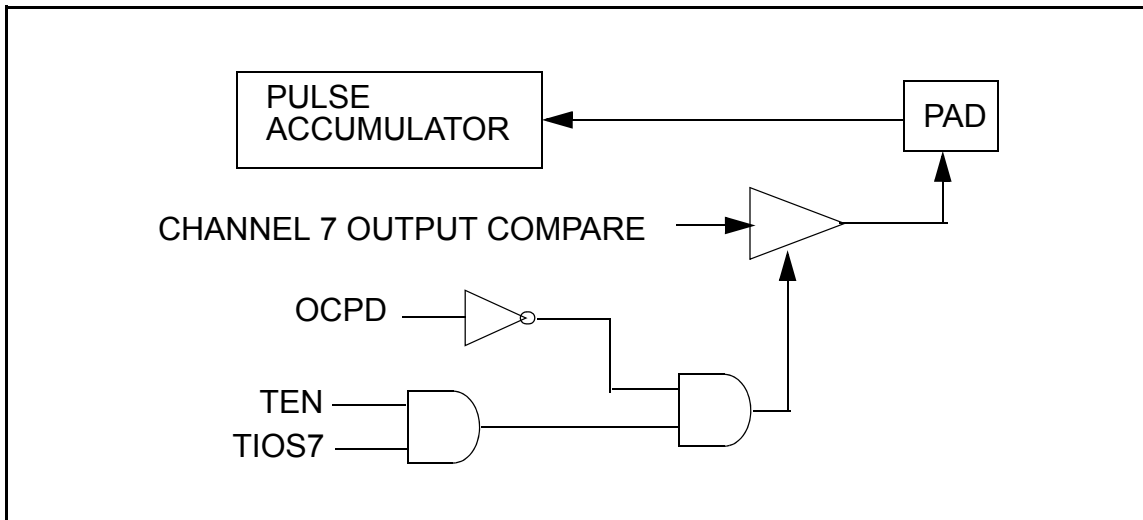 PULSE
ACCUMULATOR
PAD
CHANNEL 7 OUTPUT COMPARE
OCPD
TEN
TIOS7